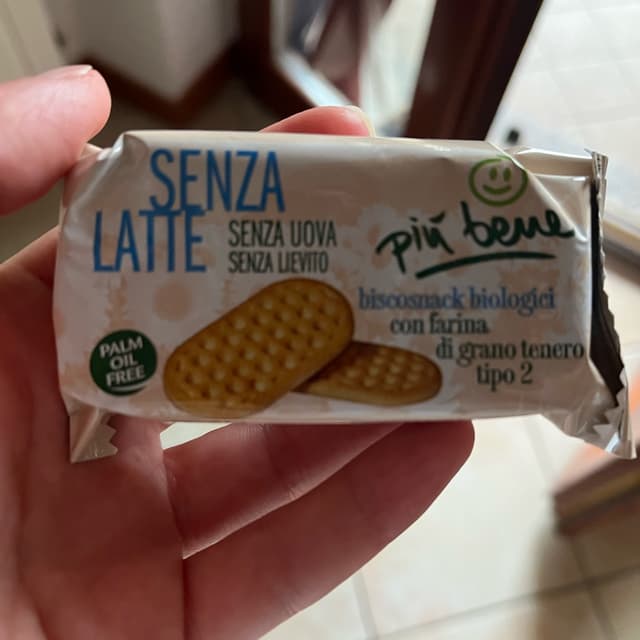 SENZA
LATTE
SENZA UOVA
SENZA LIEVITO
più bene
biscosnack biologici
con farina
di grano tenero
tipo 2
PALM
OIL
FREE